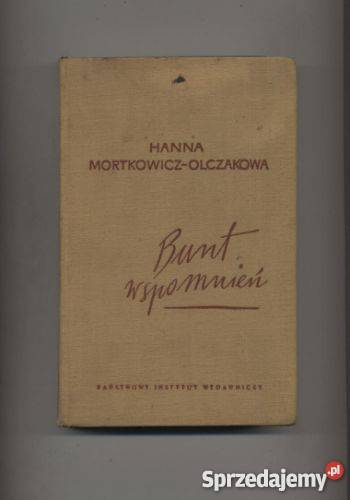 HANNA
MORTKOWICZ-OLCZAKOWA
Bunt
wspomnień
PAŃSTWOWY INSTYTUT WYDAWNICZY
Sprzedajemy.pl